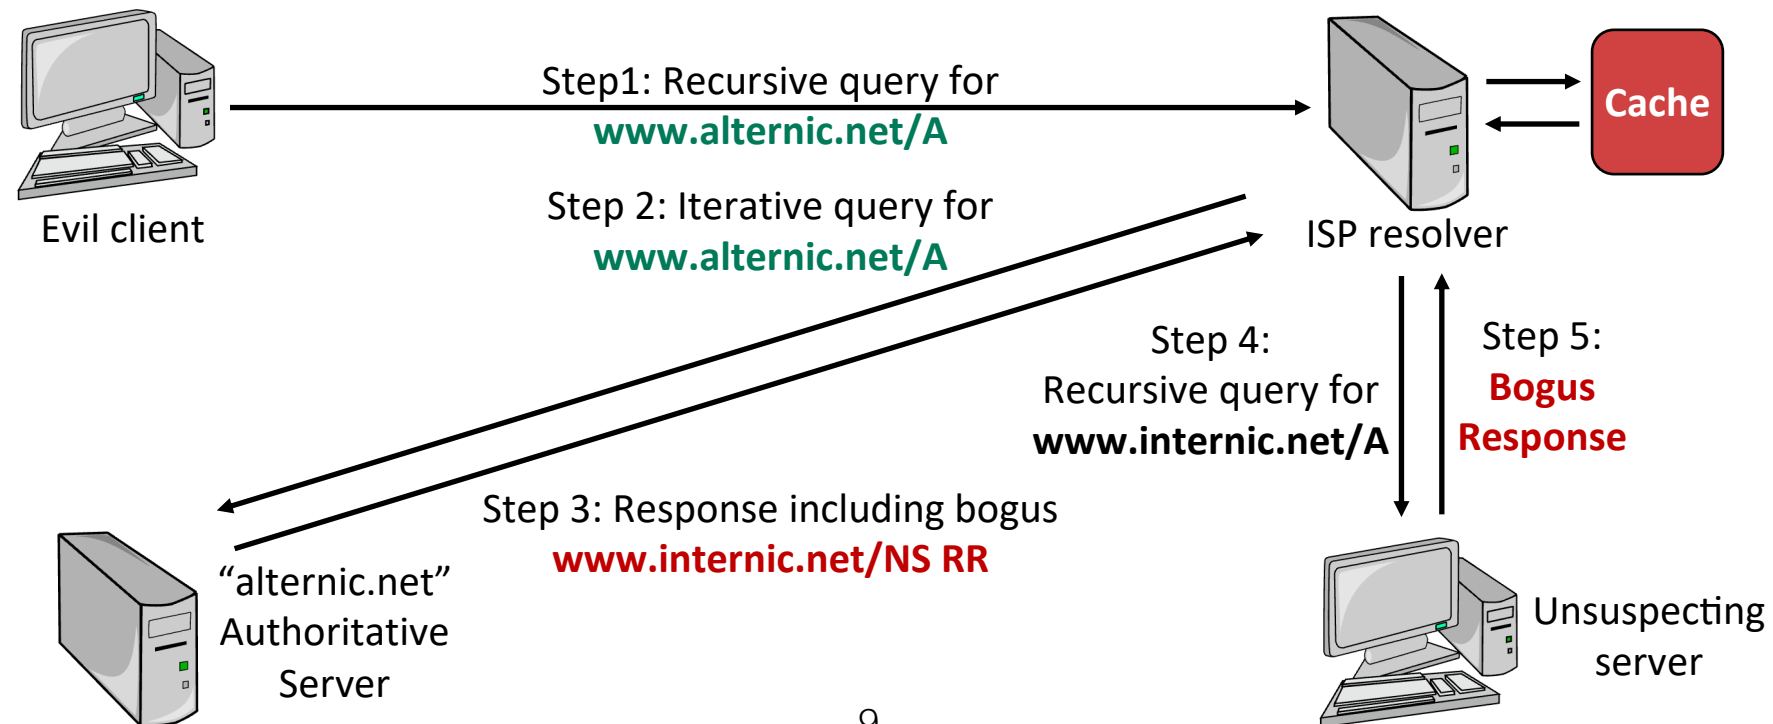 Step1: Recursive query for
www.alternic.net/A
Cache
Evil client
Step 2: Iterative query for
www.alternic.net/A
ISP resolver
Step 4:
Recursive query for
www.internic.net/A
Step 5:
Bogus
Response
Step 3: Response including bogus
www.internic.net/NS RR
“alternic.net”
Authoritative
Server
Unsuspecting
server
9